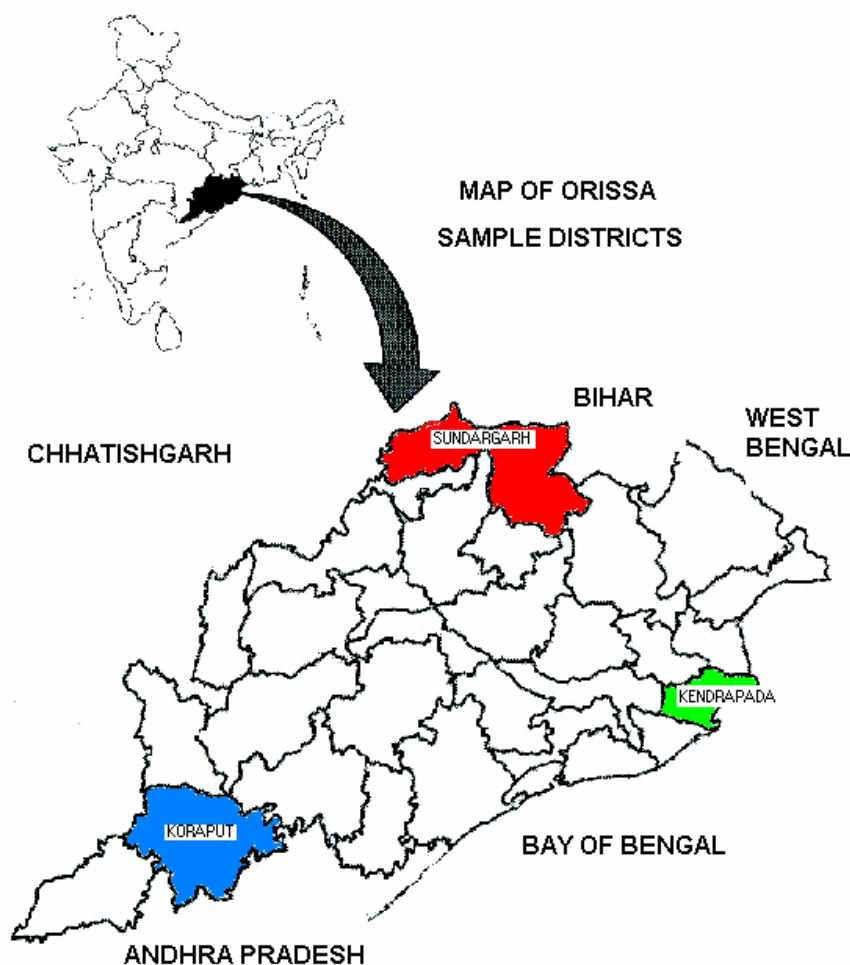 MAP OF ORISSA
SAMPLE DISTRICTS
BIHAR
WEST
BENGAL
CHHATISHGARH
SUNDARGARH
KENDRAPADA
KORAPUT
BAY OF BENGAL
ANDHRA PRADESH